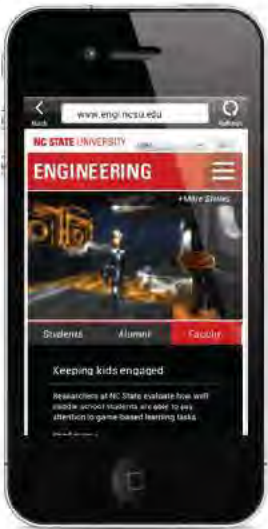 Back www.engr.ncsu.edu Refresh
NC STATE UNIVERSITY
ENGINEERING
+More Stories
Students Alumni Faculty
Keeping kids engaged
Researchers at NC State evaluate how well
middle school students are able to pay
attention to game-based learning tasks.